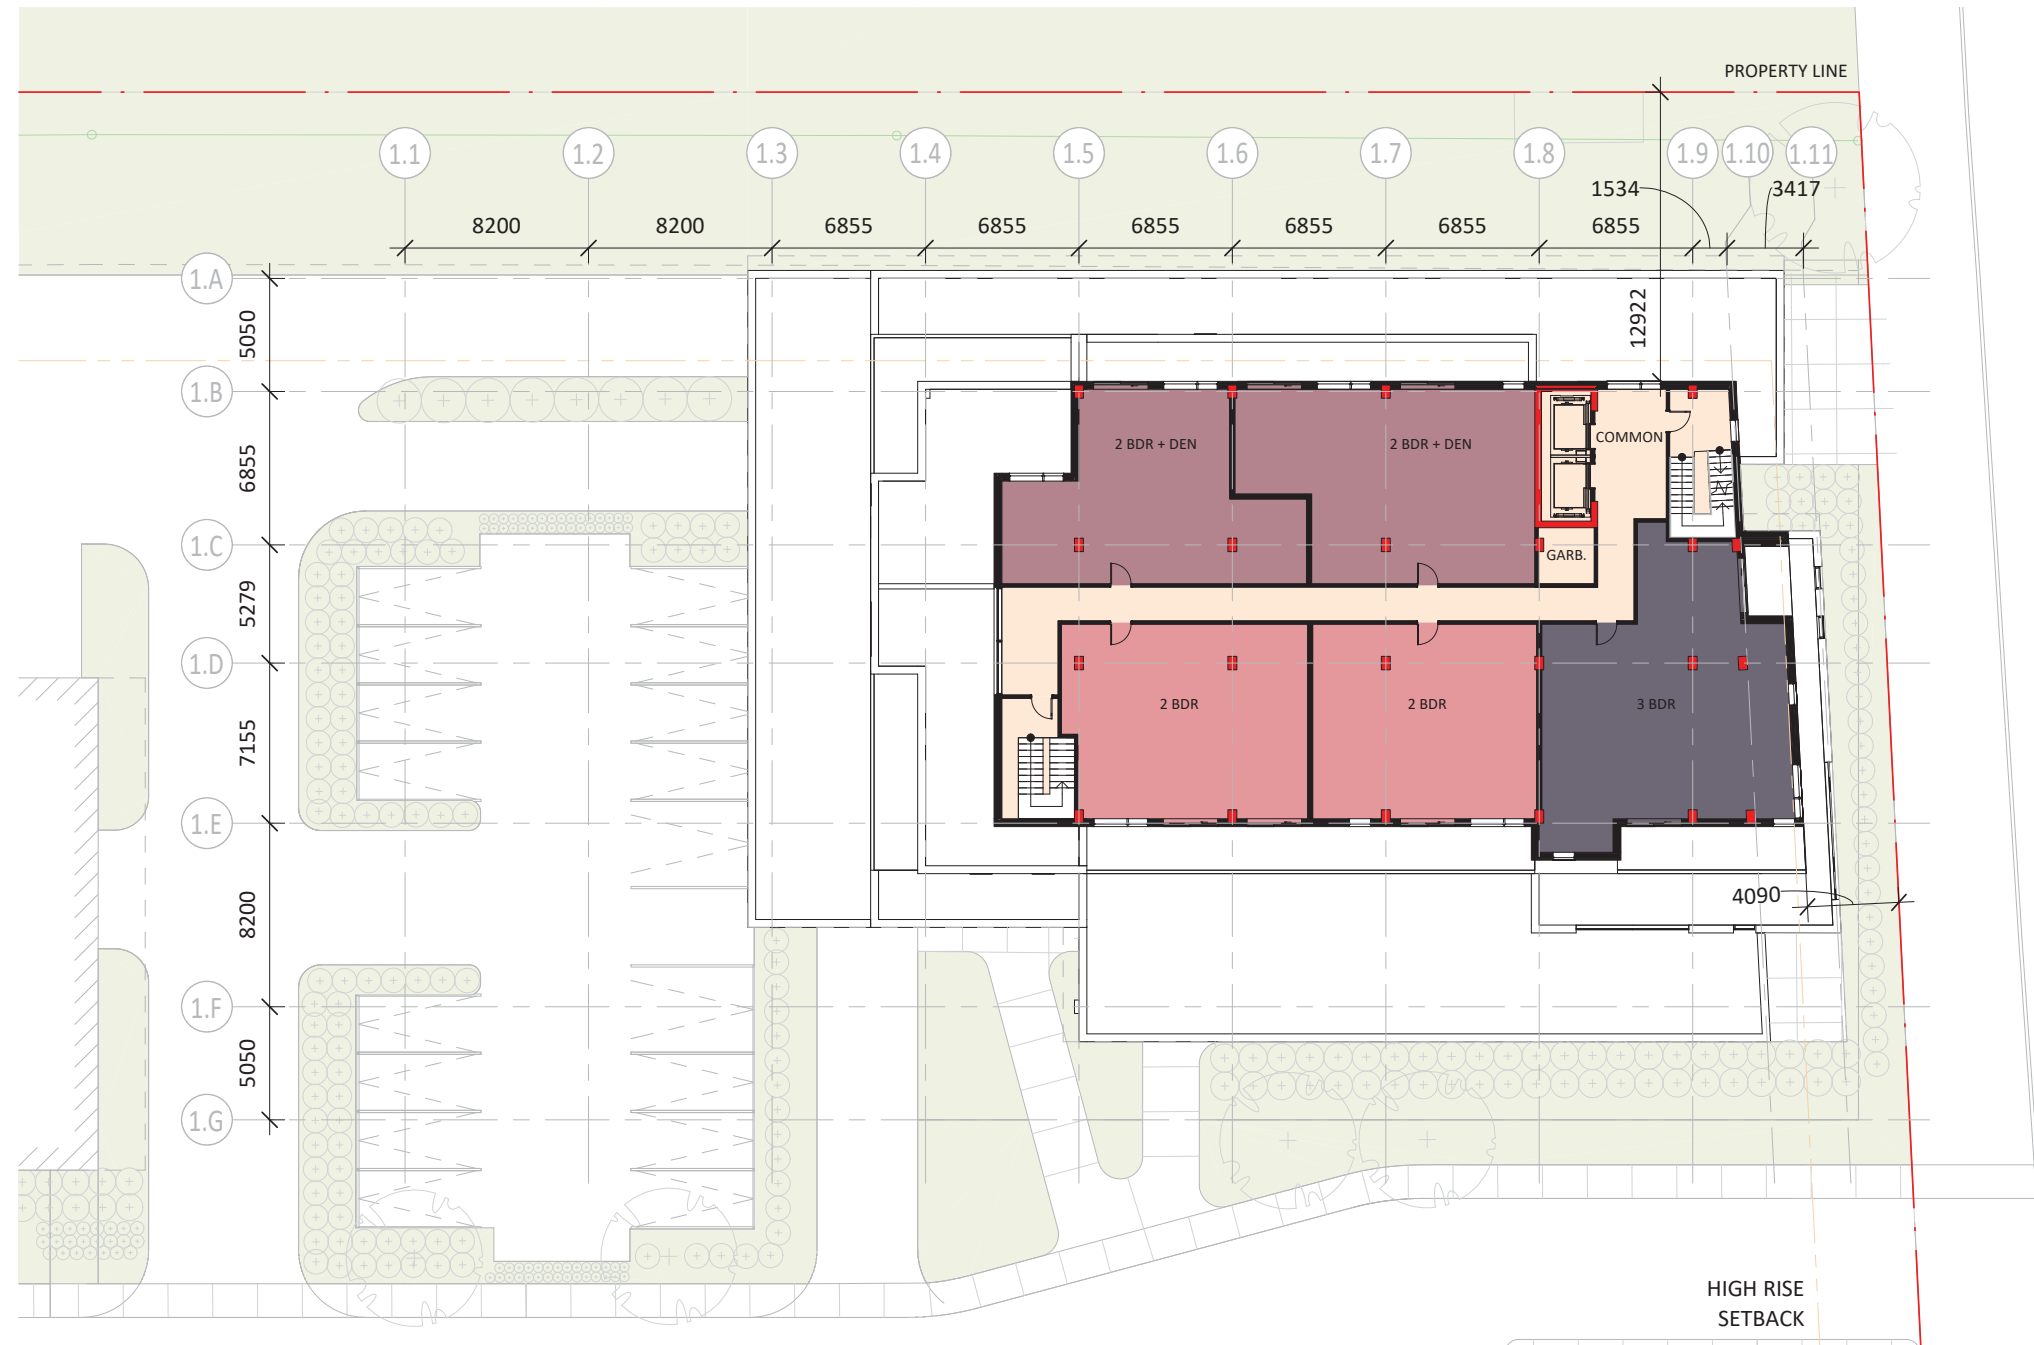 PROPERTY LINE
1.1
1.2
1.3
1.4
1.5
1.6
1.7
1.8
1.9
1.10
1.11
1534
3417
8200
8200
6855
6855
6855
6855
6855
6855
1.A
5050
12922
1.B
6855
COMMON
2 BDR + DEN
2 BDR + DEN
1.C
GARB.
5279
1.D
2 BDR
2 BDR
3 BDR
7155
1.E
4090
8200
1.F
5050
1.G
HIGH RISE
SETBACK